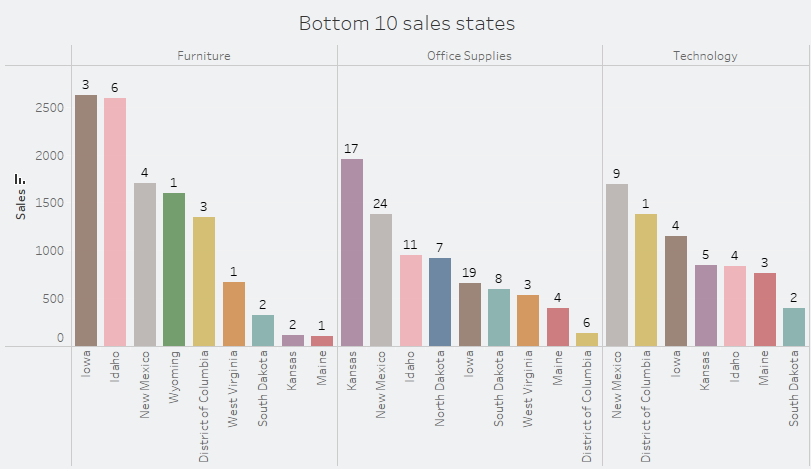 Bottom 10 sales states
Furniture
Office Supplies
Technology
Sales
2500
2000
1500
1000
500
0
3
6
4
1
3
1
2
2
1
17
24
11
7
19
8
3
4
6
9
1
4
5
4
3
2
Iowa
Idaho
New Mexico
Wyoming
District of Columbia
West Virginia
South Dakota
Kansas
Maine
Kansas
New Mexico
Idaho
North Dakota
Iowa
South Dakota
West Virginia
Maine
District of Columbia
New Mexico
District of Columbia
Iowa
Kansas
Idaho
Maine
South Dakota